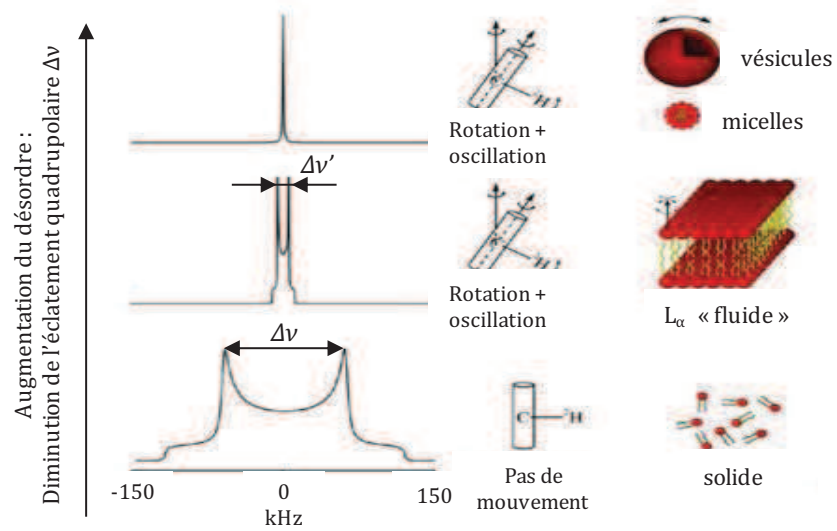 Augmentation du désordre :
Diminution de l'éclatement quadrupolaire Δν
Rotation +
oscillation
vésicules
micelles
Δν'
Rotation +
oscillation
Lα « fluide »
Δν
C
²H
Pas de
mouvement
solide
-150
0
150
kHz